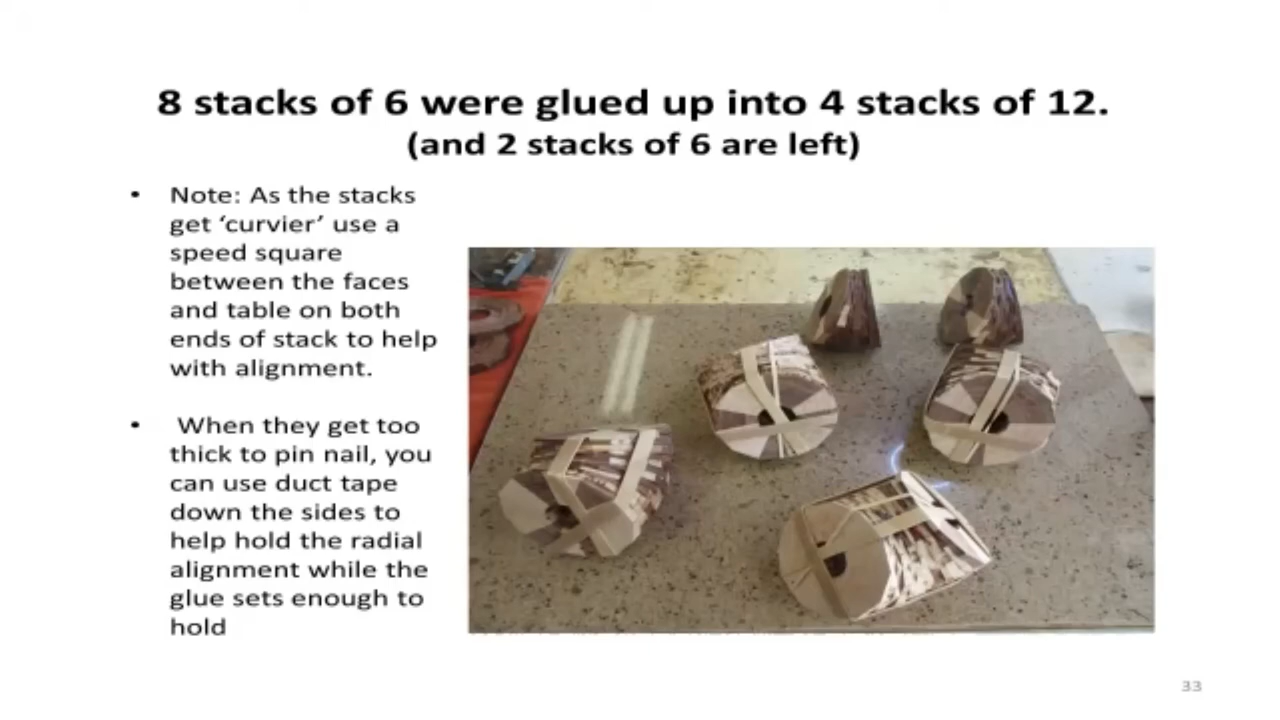 8 stacks of 6 were glued up into 4 stacks of 12.
(and 2 stacks of 6 are left)
• Note: As the stacks
get ‘curvier’ use a
speed square
between the faces
and table on both
ends of stack to help
with alignment.
• When they get too
thick to pin nail, you
can use duct tape
down the sides to
help hold the radial
alignment while the
glue sets enough to
hold
33